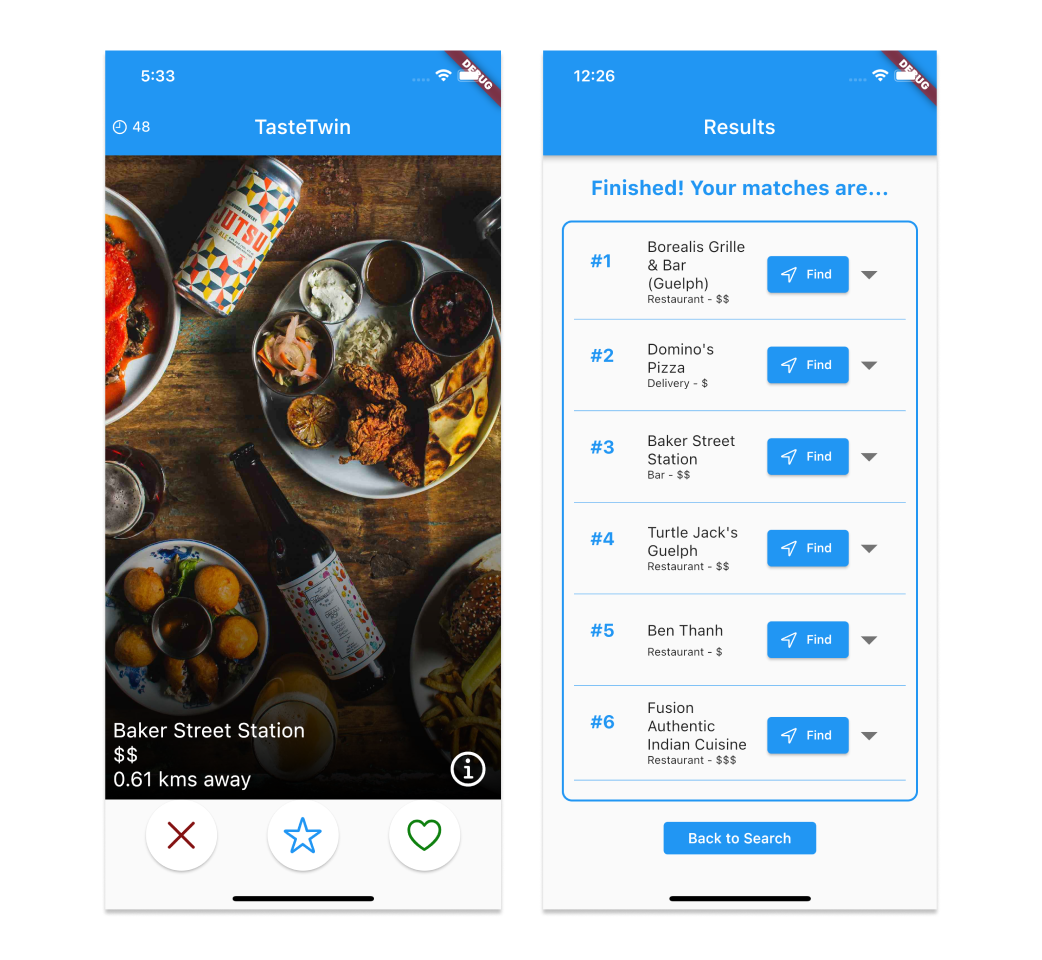 5:33
DEBUG
48
TasteTwin
JUTSU
PALE ALE
Baker Street Station
$$
0.61 kms away
12:26
DEBUG
Results
Finished! Your matches are...
#1
Borealis Grille
& Bar
(Guelph)
Restaurant - $$
Find
#2
Domino's
Pizza
Delivery - $
Find
#3
Baker Street
Station
Bar - $$
Find
#4
Turtle Jack's
Guelph
Restaurant - $$
Find
#5
Ben Thanh
Restaurant - $
Find
#6
Fusion
Authentic
Indian Cuisine
Restaurant - $$$
Find
Back to Search